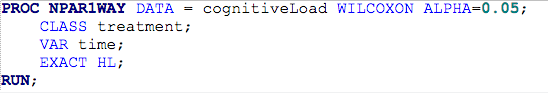 PROC NPAR1WAY DATA = cognitiveLoad WILCOXON ALPHA=0.05;
CLASS treatment;
VAR time;
EXACT HL;
RUN;